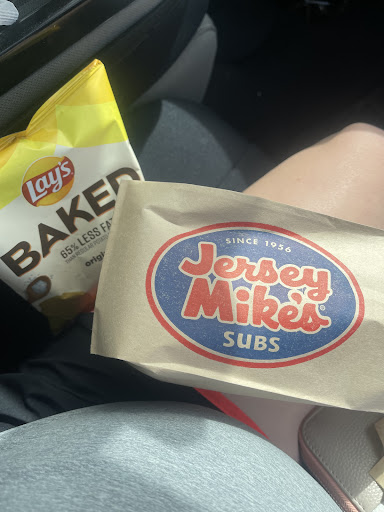 Lay's
BAKED
65% LESS FAT
SINCE 1956
Jersey
Mike's®
SUBS